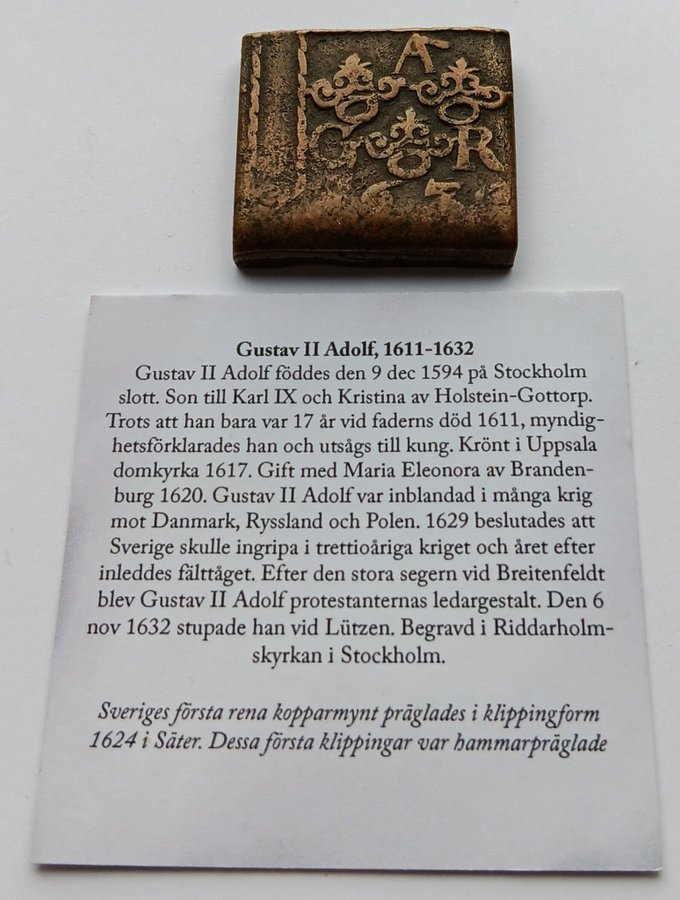 A
G R
Gustav II Adolf, 1611-1632
Gustav II Adolf föddes den 9 dec 1594 på Stockholm
slott. Son till Karl IX och Kristina av Holstein-Gottorp.
Trots att han bara var 17 år vid faderns död 1611, myndig-
hetsförklarades han och utsågs till kung. Krönt i Uppsala
domkyrka 1617. Gift med Maria Eleonora av Branden-
burg 1620. Gustav II Adolf var inblandad i många krig
mot Danmark, Ryssland och Polen. 1629 beslutades att
Sverige skulle ingripa i trettioåriga kriget och året efter
inleddes fälttåget. Efter den stora segern vid Breitenfeldt
blev Gustav II Adolf protestanternas ledargestalt. Den 6
nov 1632 stupade han vid Lützen. Begravd i Riddarholm-
skyrkan i Stockholm.
Sveriges första rena kopparmynt präglades i klippingform
1624 i Säter. Dessa första klippingar var hammarpräglade